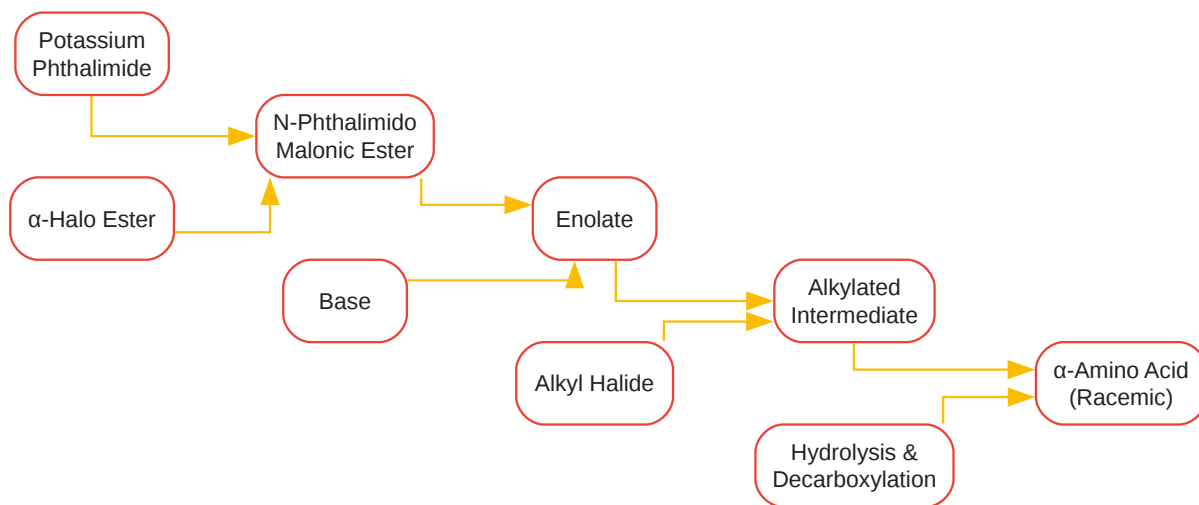 Potassium
Phthalimide
N-Phthalimido
Malonic Ester
α-Halo Ester
Enolate
Base
Alkylated
Intermediate
Alkyl Halide
α-Amino Acid
(Racemic)
Hydrolysis &
Decarboxylation